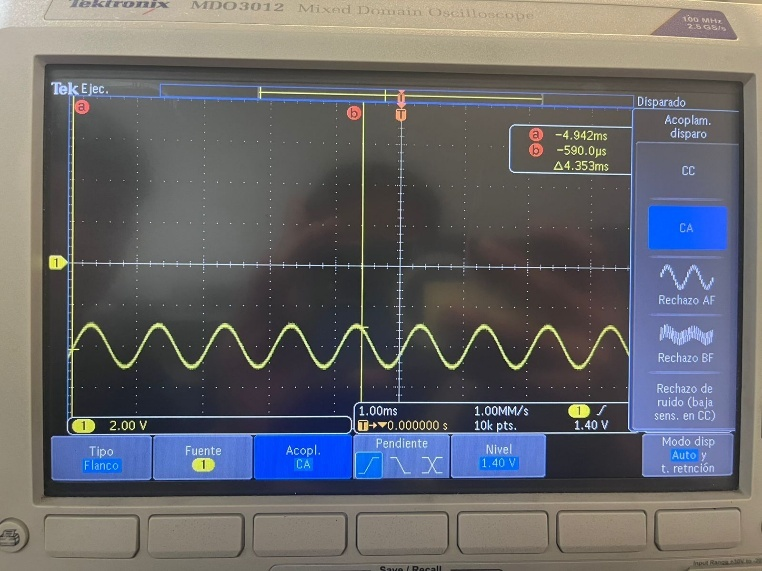 Tektronix MDO3012 Mixed Domain Oscilloscope
100 MHz
2.5 GS/s
Tek Ejec.
Disparado
a
b
T
T
a -4.942ms
b -590.0µs
Δ4.353ms
Acoplam.
disparo
CC
CA
Rechazo AF
Rechazo BF
Rechazo de
ruido (baja
sens. en CC)
1
1 2.00 V
1.00ms 1.00MM/s 1
T→▼0.000000 s 10k pts. 1.40 V
Tipo
Flanco
Fuente
1
Acopl.
CA
Pendiente
Nivel
1.40 V
Modo disp
Auto y
t. retnción
Save / Recall